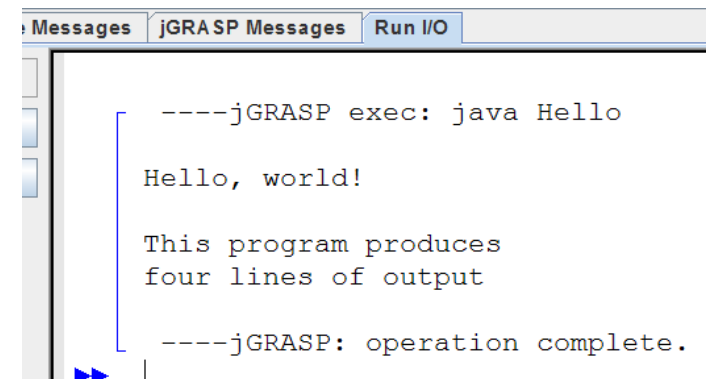 Messages jGRASP Messages Run I/O
----jGRASP exec: java Hello
Hello, world!
This program produces
four lines of output
----jGRASP: operation complete.